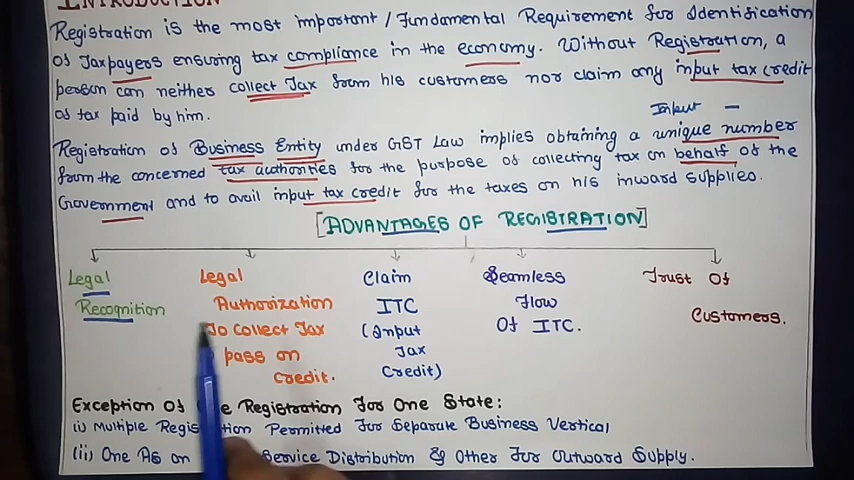 INTRODUCTION
Registration is the most important / Fundamental Requirement for Identification
of Taxpayers ensuring tax compliance in the economy. Without Registration, a
person can neither collect Tax from his customers nor claim any input tax credit
of tax paid by him.
Input -
Registration of Business Entity under GST Law implies obtaining a unique number
from the concerned tax authorities for the purpose of collecting tax on behalf of the
Government and to avail input tax credit for the taxes on his inward supplies.
[ADVANTAGES OF REGISTRATION]
Legal Recognition
Legal Authorization
To Collect Tax
pass on
credit.
Claim
ITC
(Input
Tax
Credit)
Seamless
Flow
Of ITC.
Trust Of
Customers.
Exception Of One Registration For One State:
(i) Multiple Registration Permitted For Separate Business Vertical
(ii) One As an Service Distribution & Other For Outward Supply.